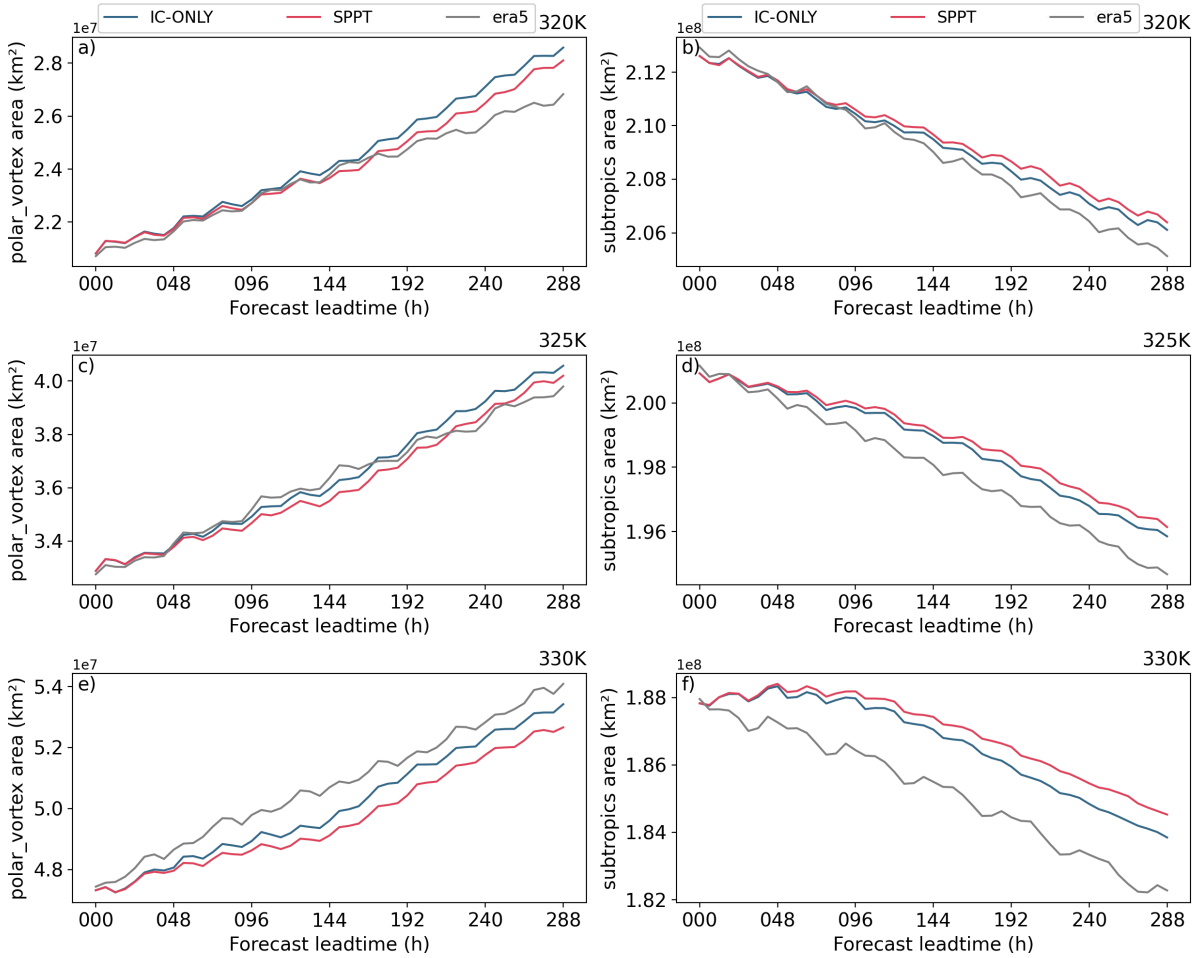 IC-ONLY SPPT era5
1e7 320K
a)
polar_vortex area (km²)
2.8
2.6
2.4
2.2
000 048 096 144 192 240 288
Forecast leadtime (h)
IC-ONLY SPPT era5
1e8 320K
b)
subtropics area (km²)
2.12
2.10
2.08
2.06
000 048 096 144 192 240 288
Forecast leadtime (h)
1e7 325K
c)
polar_vortex area (km²)
4.0
3.8
3.6
3.4
000 048 096 144 192 240 288
Forecast leadtime (h)
1e8 325K
d)
subtropics area (km²)
2.00
1.98
1.96
000 048 096 144 192 240 288
Forecast leadtime (h)
1e7 330K
e)
polar_vortex area (km²)
5.4
5.2
5.0
4.8
000 048 096 144 192 240 288
Forecast leadtime (h)
1e8 330K
f)
subtropics area (km²)
1.88
1.86
1.84
1.82
000 048 096 144 192 240 288
Forecast leadtime (h)